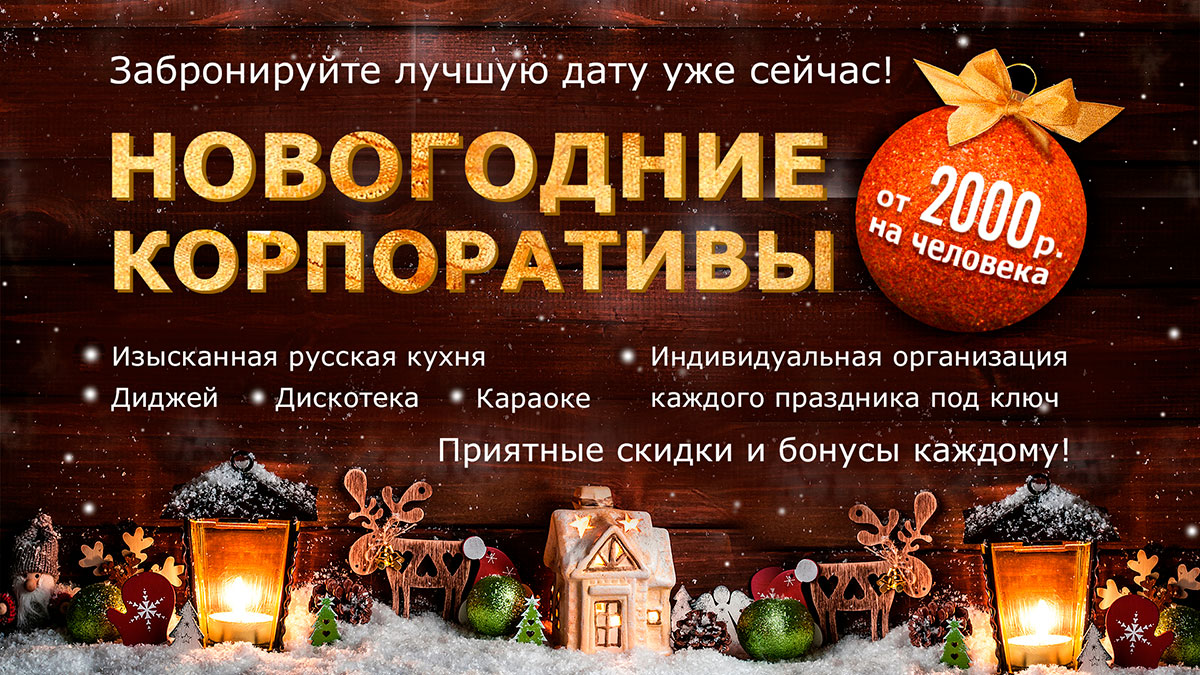 Забронируйте лучшую дату уже сейчас!
НОВОГОДНИЕ
КОРПОРАТИВЫ
от 2000р.
на человека
Изысканная русская кухня
Диджей
Дискотека
Караоке
Индивидуальная организация
каждого праздника под ключ
Приятные скидки и бонусы каждому!